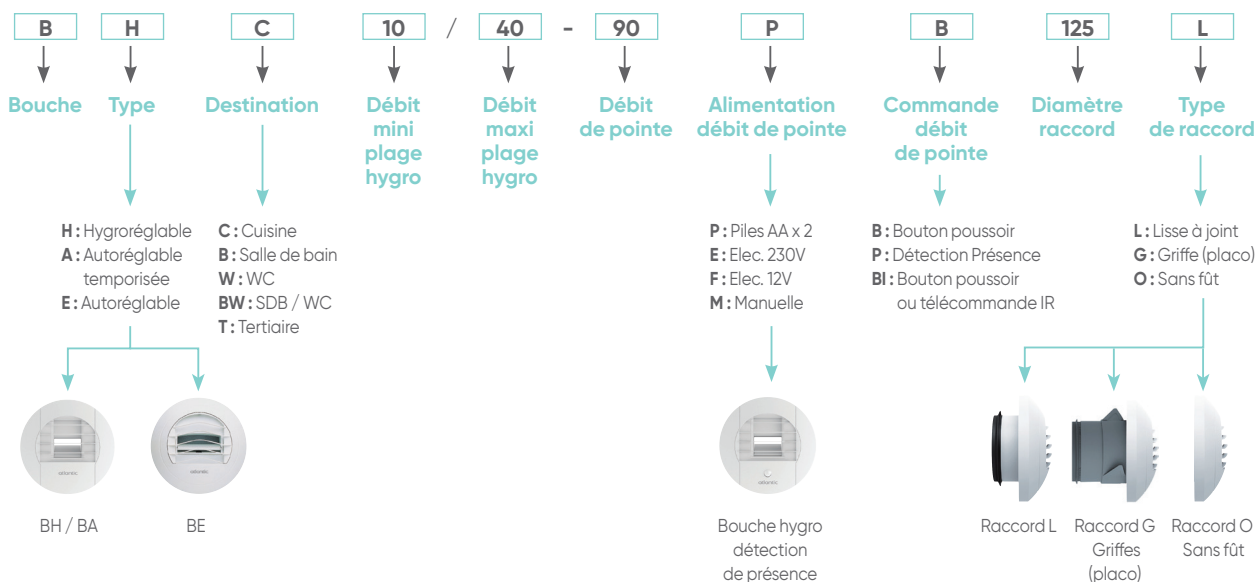 B H C 10 / 40 - 90 P B 125 L
Bouche
Type
Destination
Débit
mini
plage
hygro
Débit
maxi
plage
hygro
Débit
de pointe
Alimentation
débit de pointe
Commande
débit
de pointe
Diamètre
raccord
Type
de raccord
H : Hygroréglable
A : Autoréglable
temporisée
E : Autoréglable
C : Cuisine
B : Salle de bain
W : WC
BW : SDB / WC
T : Tertiaire
P : Piles AA x 2
E : Elec. 230V
F : Elec. 12V
M : Manuelle
B : Bouton poussoir
P : Détection Présence
BI : Bouton poussoir
ou télécommande IR
L : Lisse à joint
G : Griffe (placo)
O : Sans fût
atlantic
atlantic
atlantic
BH / BA
BE
Bouche hygro
détection
de présence
Raccord L
Raccord G
Griffes
(placo)
Raccord O
Sans fût